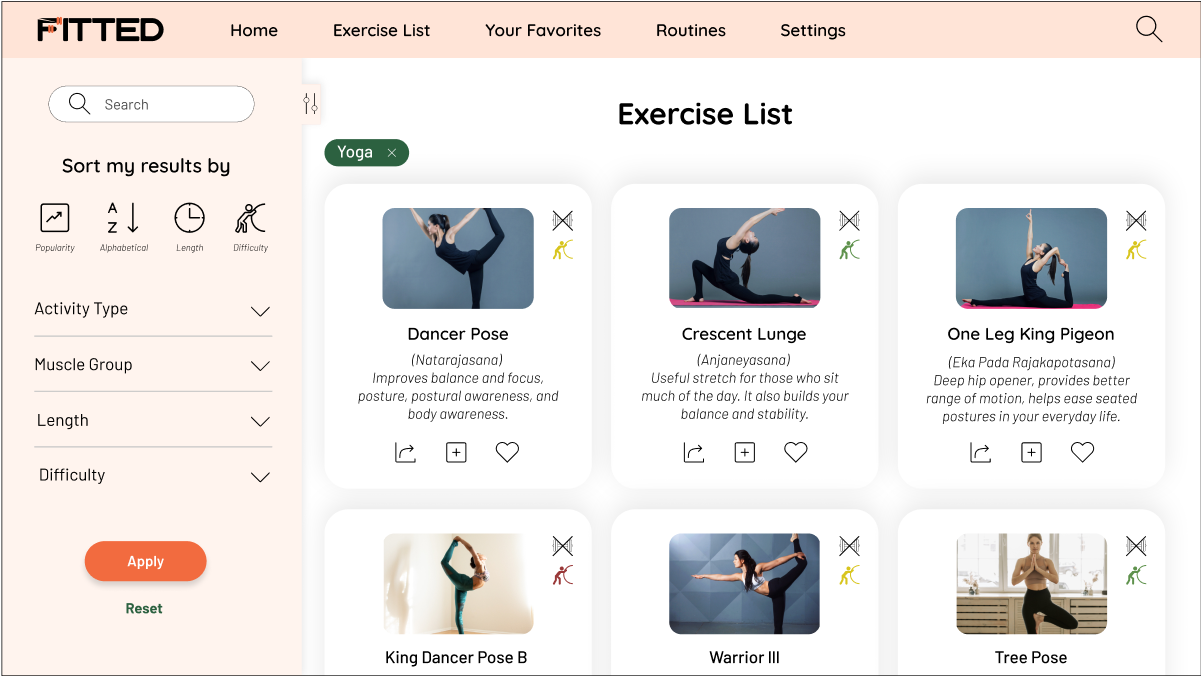 FITTED
Home
Exercise List
Your Favorites
Routines
Settings
Search
Sort my results by
A
Z
Popularity
Alphabetical
Length
Difficulty
Activity Type
Muscle Group
Length
Difficulty
Apply
Reset
Exercise List
Yoga
Dancer Pose
(Natarajasana)
Improves balance and focus,
posture, postural awareness, and
body awareness.
Crescent Lunge
(Anjaneyasana)
Useful stretch for those who sit
much of the day. It also builds your
balance and stability.
One Leg King Pigeon
(Eka Pada Rajakapotasana)
Deep hip opener, provides better
range of motion, helps ease seated
postures in your everyday life.
King Dancer Pose B
Warrior III
Tree Pose